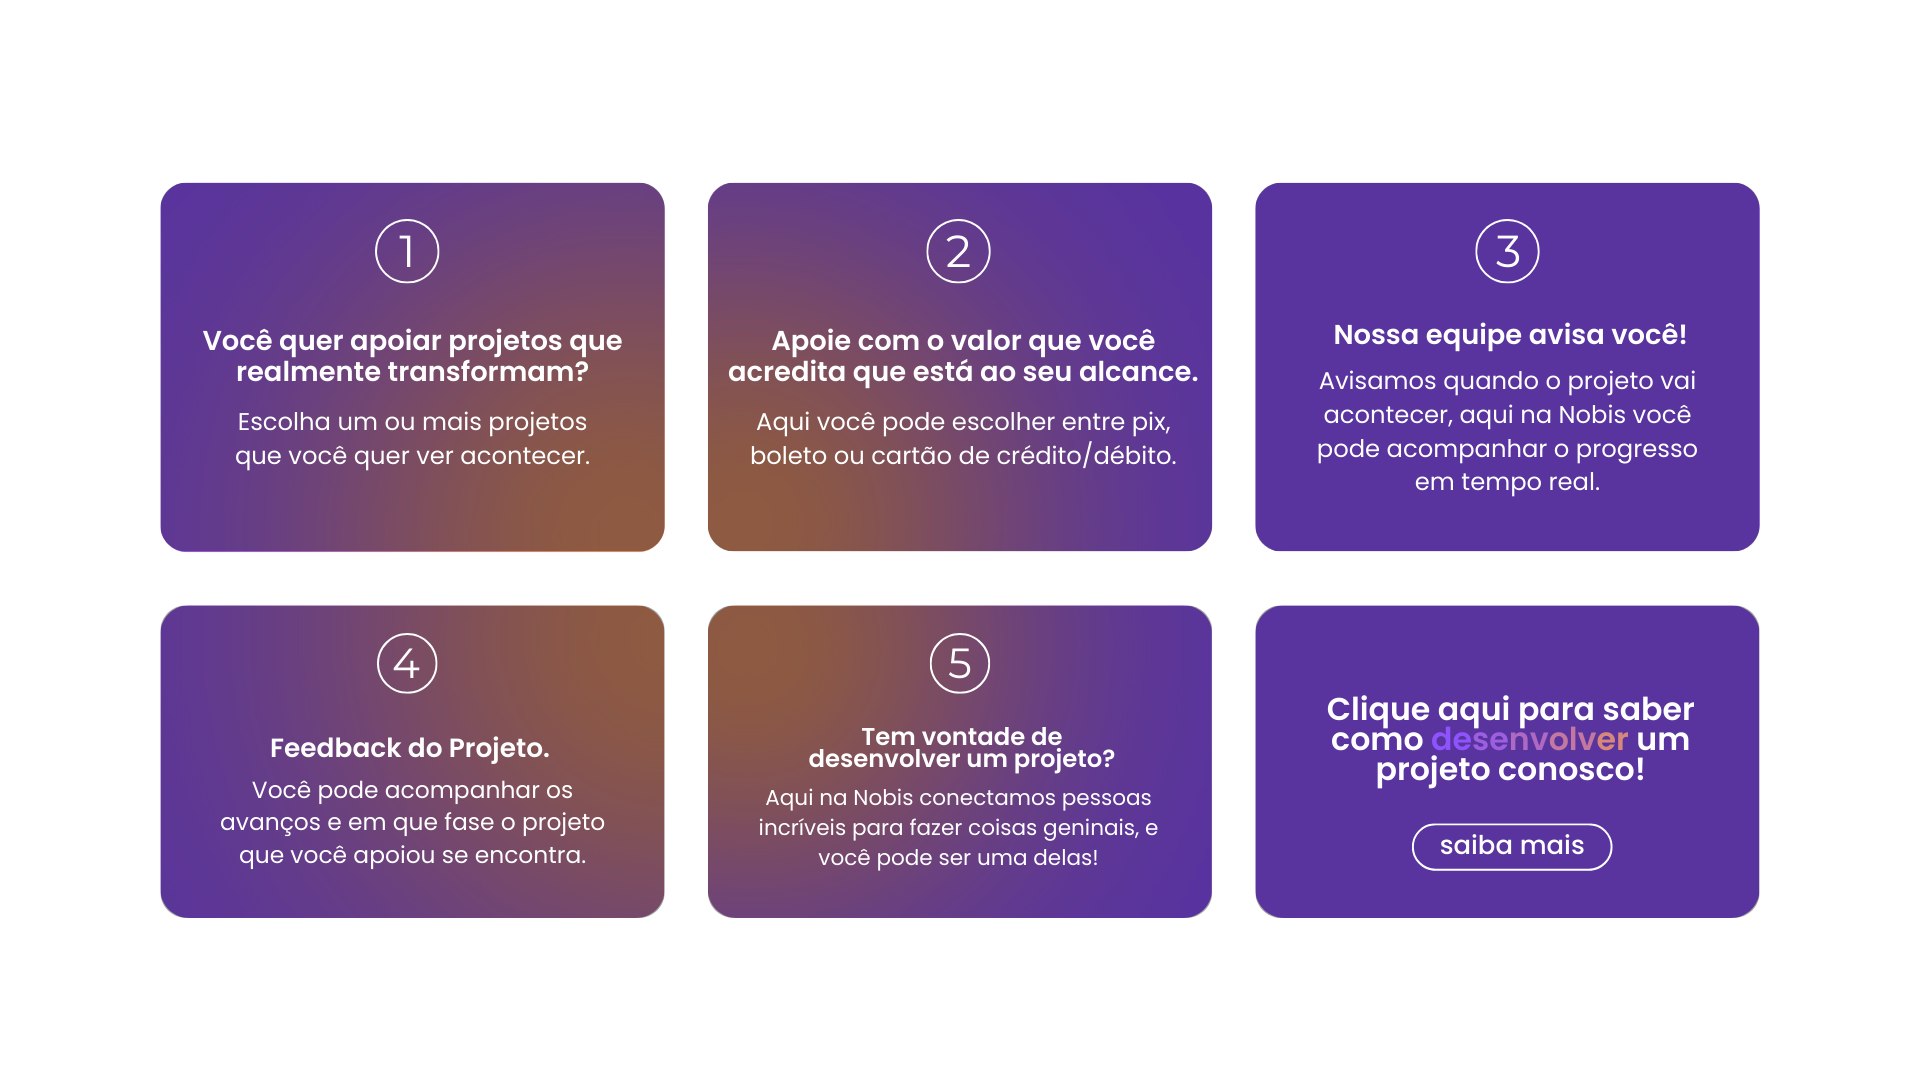 1
Você quer apoiar projetos que
realmente transformam?
Escolha um ou mais projetos
que você quer ver acontecer.
2
Apoie com o valor que você
acredita que está ao seu alcance.
Aqui você pode escolher entre pix,
boleto ou cartão de crédito/débito.
3
Nossa equipe avisa você!
Avisamos quando o projeto vai
acontecer, aqui na Nobis você
pode acompanhar o progresso
em tempo real.
4
Feedback do Projeto.
Você pode acompanhar os
avanços e em que fase o projeto
que você apoiou se encontra.
5
Tem vontade de
desenvolver um projeto?
Aqui na Nobis conectamos pessoas
incríveis para fazer coisas geninais, e
você pode ser uma delas!
Clique aqui para saber
como desenvolver um
projeto conosco!
saiba mais